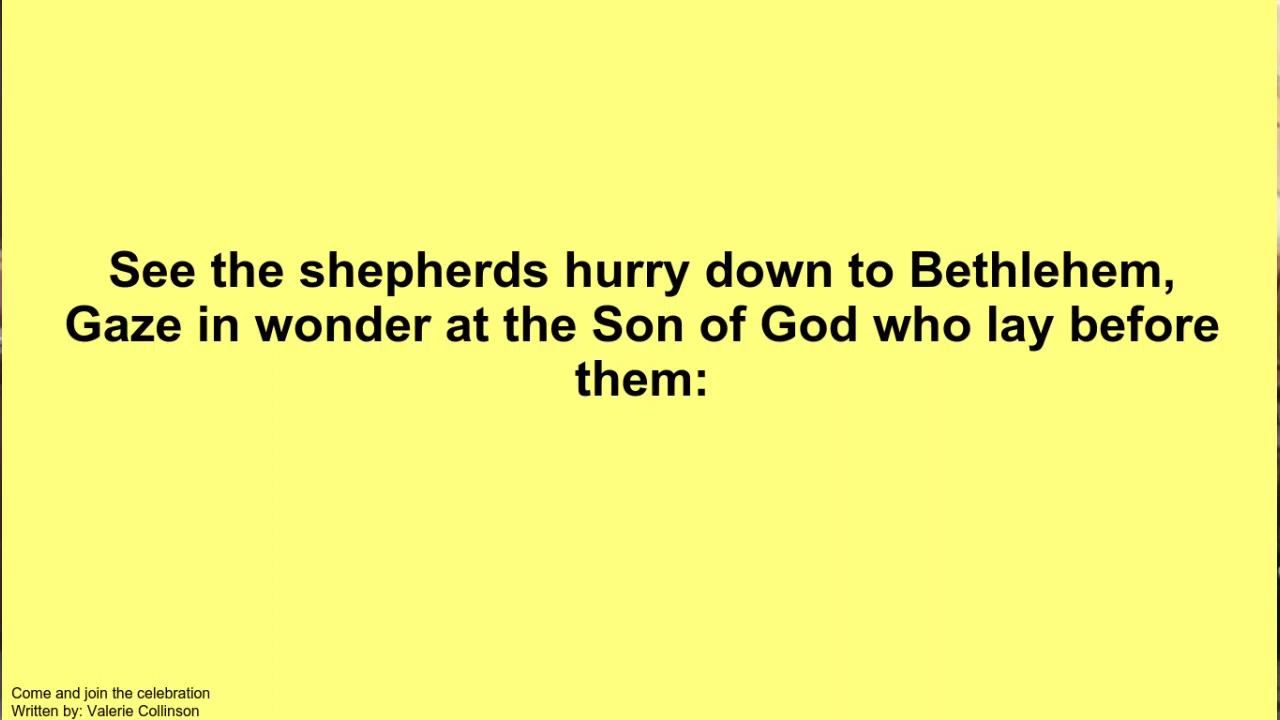 See the shepherds hurry down to Bethlehem,
Gaze in wonder at the Son of God who lay before
them:
Come and join the celebration
Written by: Valerie Collinson